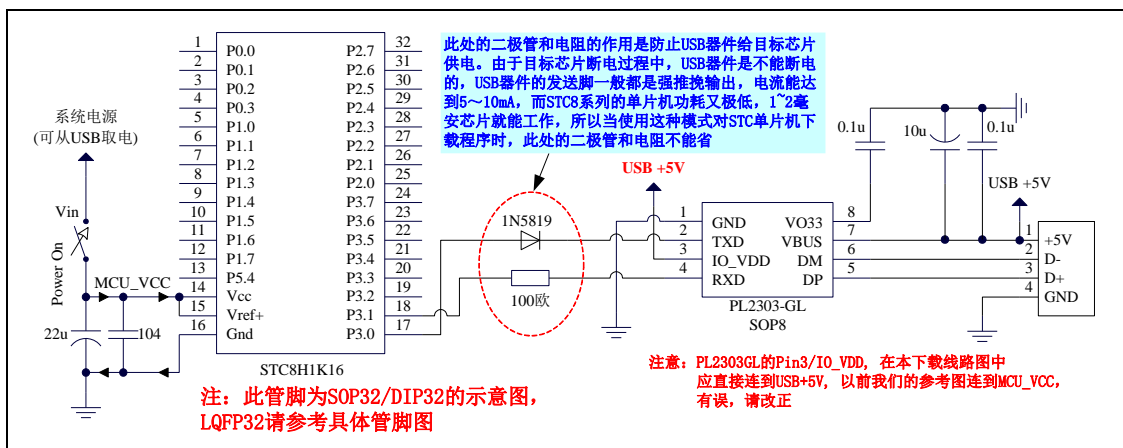 此处的二极管和电阻的作用是防止USB器件给目标芯片
供电。由于目标芯片断电过程中，USB器件是不能断电
的，USB器件的发送脚一般都是强推挽输出，电流能达
到5～10mA，而STC8系列的单片机功耗又极低，1~2毫
安芯片就能工作，所以当使用这种模式对STC单片机下
载程序时，此处的二极管和电阻不能省
系统电源
(可从USB取电)
Vin
Power On
MCU_VCC
22u
104
1 P0.0
2 P0.1
3 P0.2
4 P0.3
5 P1.0
6 P1.1
7 P1.2
8 P1.3
9 P1.4
10 P1.5
11 P1.6
12 P1.7
13 P5.4
14 Vcc
15 Vref+
16 Gnd
P2.7 32
P2.6 31
P2.5 30
P2.4 29
P2.3 28
P2.2 27
P2.1 26
P2.0 25
P3.7 24
P3.6 23
P3.5 22
P3.4 21
P3.3 20
P3.2 19
P3.1 18
P3.0 17
STC8H1K16
注：此管脚为SOP32/DIP32的示意图，
LQFP32请参考具体管脚图
1N5819
100欧
USB +5V
1 GND
2 TXD
3 IO_VDD
4 RXD
VO33 8
VBUS 7
DM 6
DP 5
PL2303-GL
SOP8
0.1u
10u
0.1u
USB +5V
1 +5V
2 D-
3 D+
4 GND
注意：PL2303GL的Pin3/IO_VDD, 在本下载线路图中
应直接连到USB+5V, 以前我们的参考图连到MCU_VCC,
有误，请改正